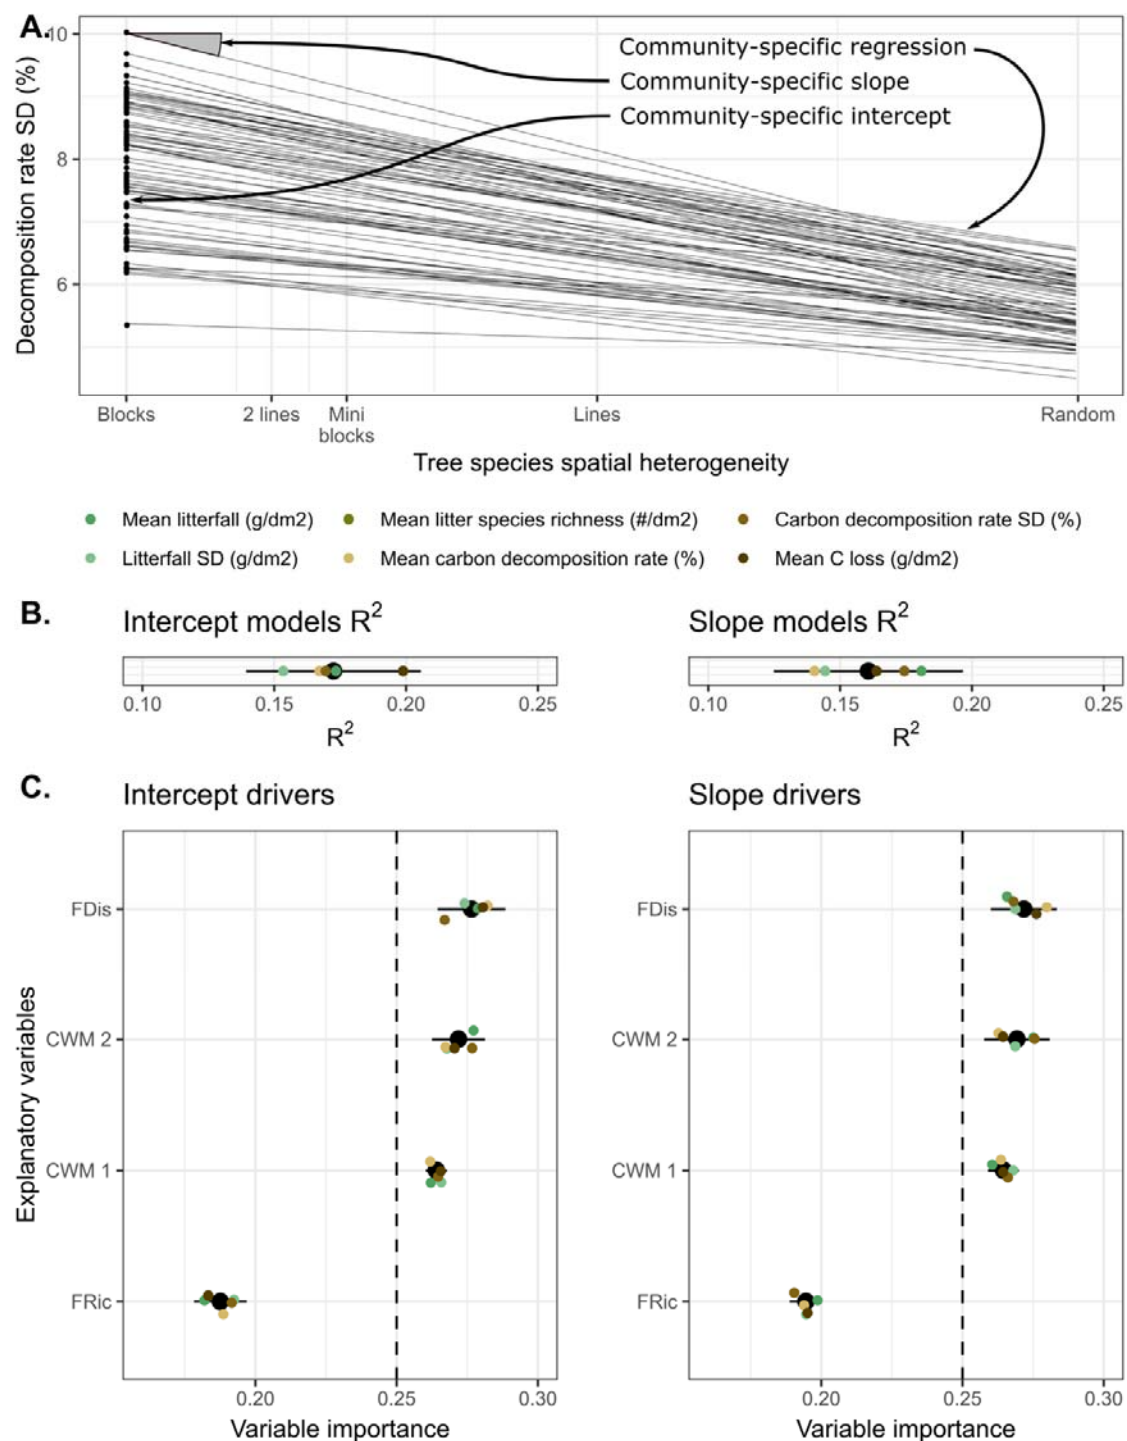 A.
Decomposition rate SD (%)
10
8
6
Community-specific regression
Community-specific slope
Community-specific intercept
Blocks
2 lines
Mini
blocks
Lines
Random
Tree species spatial heterogeneity
Mean litterfall (g/dm2)
Mean litter species richness (#/dm2)
Carbon decomposition rate SD (%)
Litterfall SD (g/dm2)
Mean carbon decomposition rate (%)
Mean C loss (g/dm2)
B.
Intercept models R²
0.10 0.15 0.20 0.25
R²
Slope models R²
0.10 0.15 0.20 0.25
R²
C.
Intercept drivers
Explanatory variables
FDis
CWM 2
CWM 1
FRic
0.20 0.25 0.30
Variable importance
Slope drivers
FDis
CWM 2
CWM 1
FRic
0.20 0.25 0.30
Variable importance